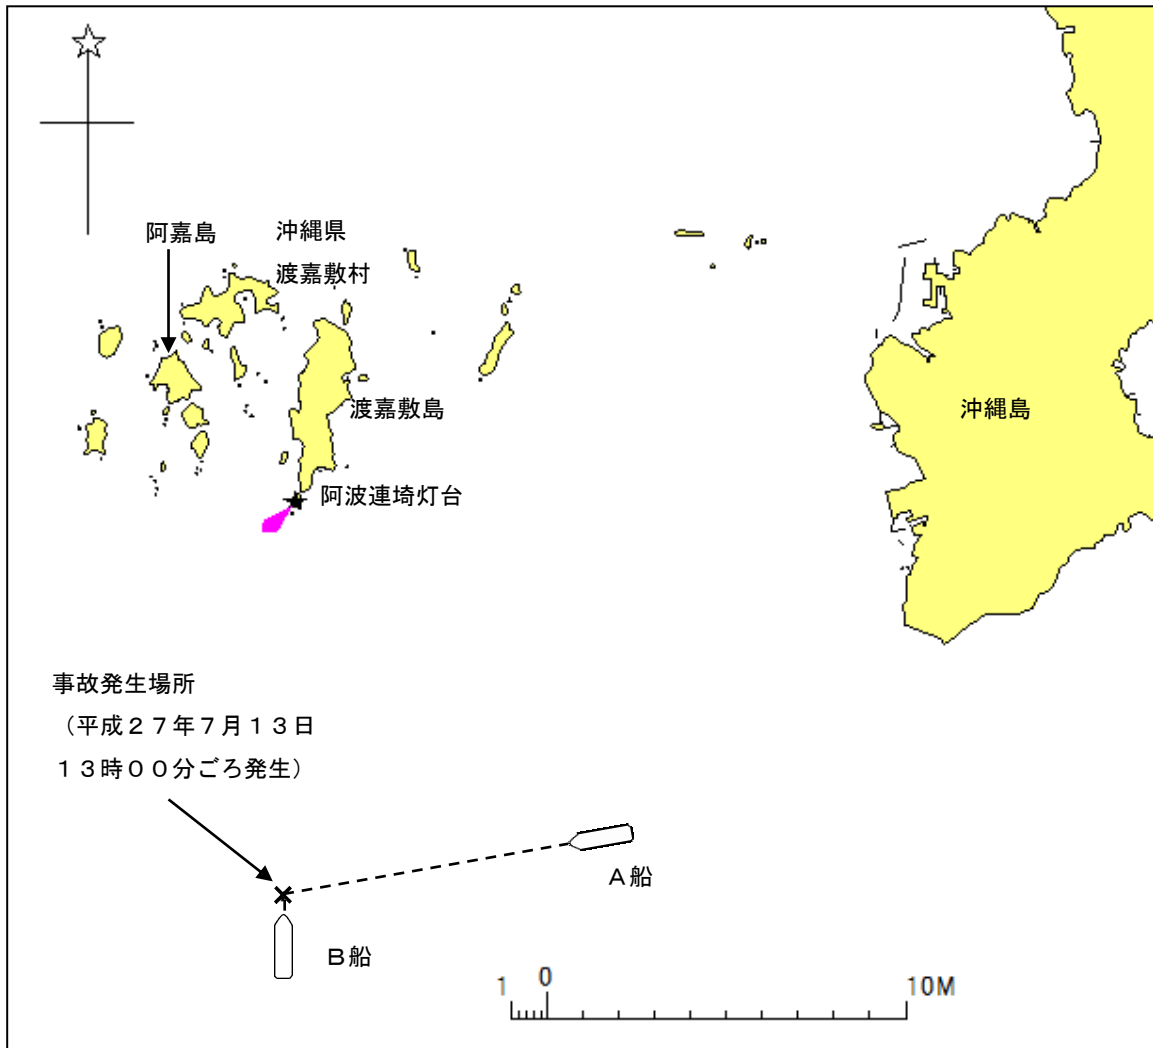 阿嘉島
沖縄県
渡嘉敷村
渡嘉敷島
沖縄島
阿波連埼灯台
事故発生場所
（平成２７年７月１３日
１３時００分ごろ発生）
Ａ船
Ｂ船
1 0 10M